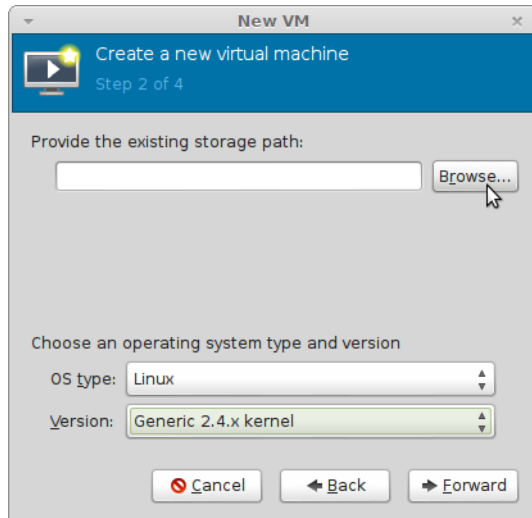 New VM
Create a new virtual machine
Step 2 of 4
Provide the existing storage path:
Browse...
Choose an operating system type and version
OS type: Linux
Version: Generic 2.4.x kernel
Cancel Back Forward